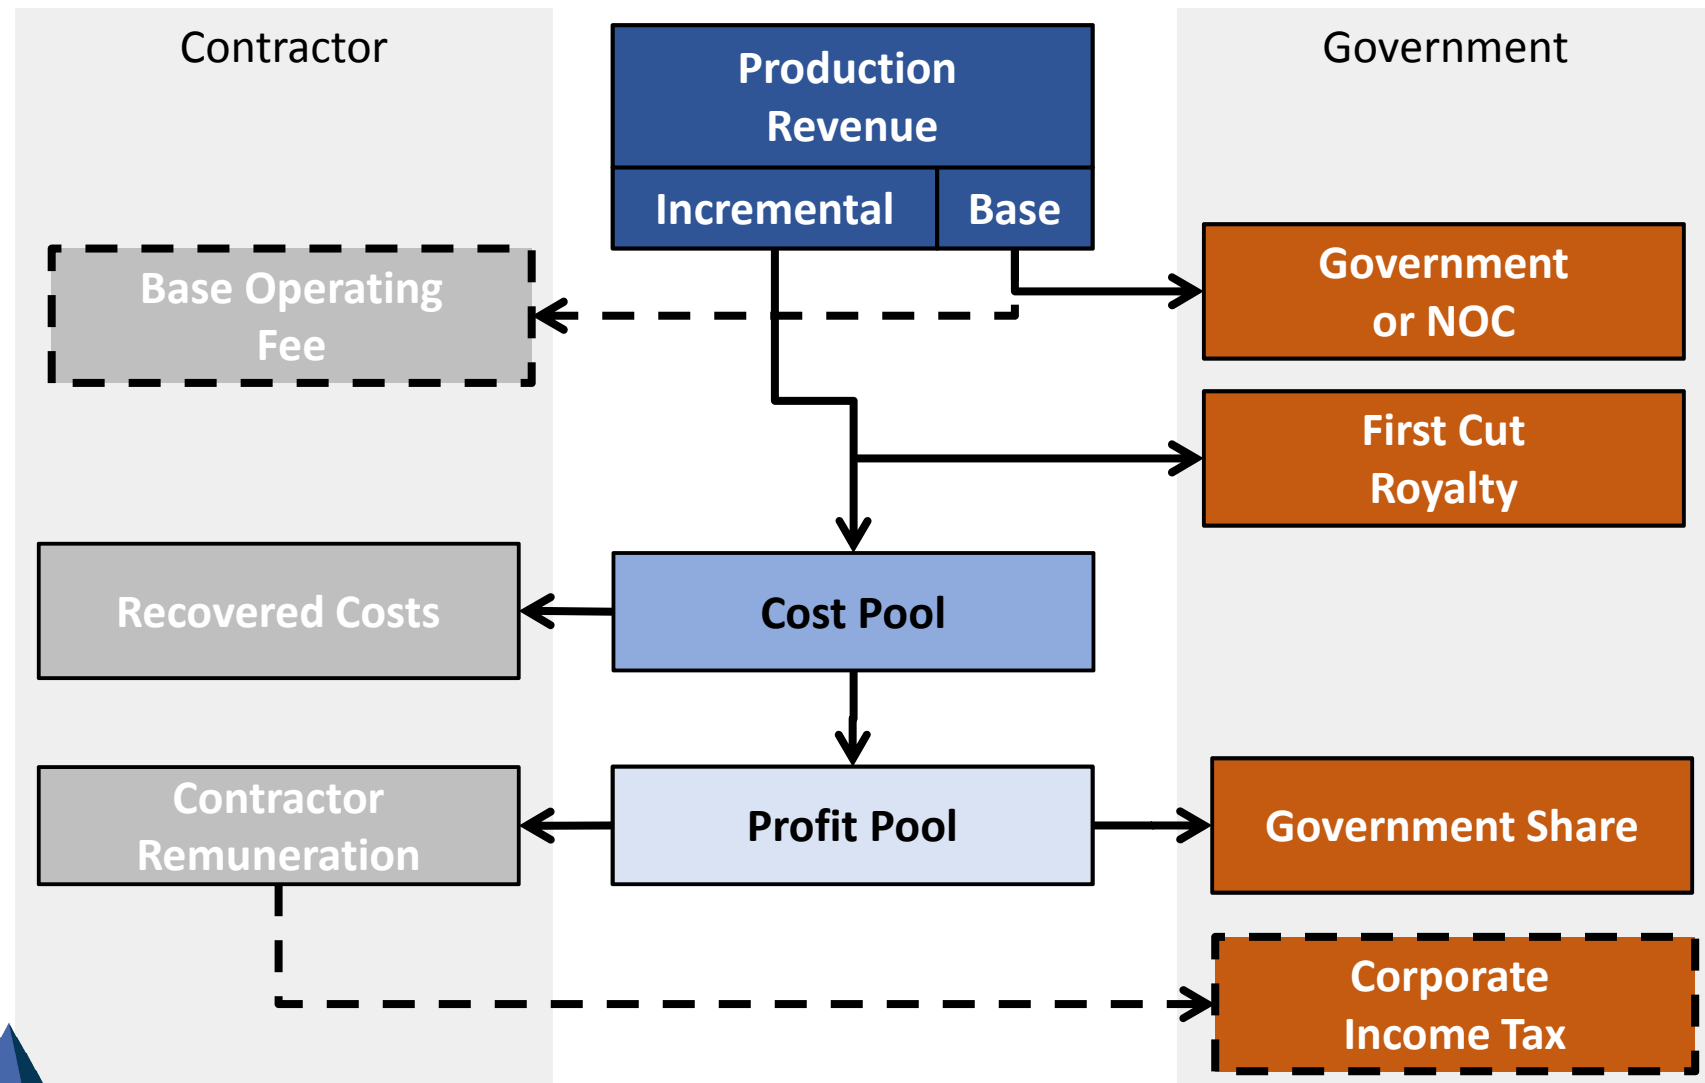 Contractor
Production
Revenue
Government
Incremental
Base
Base Operating
Fee
Government
or NOC
First Cut
Royalty
Recovered Costs
Cost Pool
Contractor
Remuneration
Profit Pool
Government Share
Corporate
Income Tax